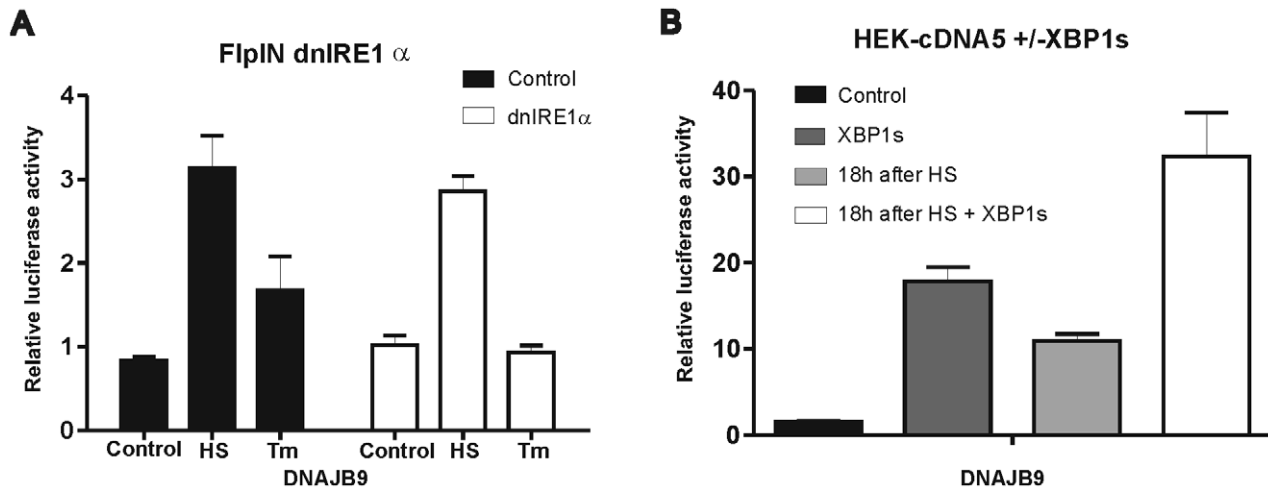 A
FlpIN dnIRE1 α
Control
dnIRE1α
Relative luciferase activity
4
3
2
1
0
Control HS Tm Control HS Tm
DNAJB9
B
HEK-cDNA5 +/-XBP1s
Control
XBP1s
18h after HS
18h after HS + XBP1s
Relative luciferase activity
40
30
20
10
0
DNAJB9